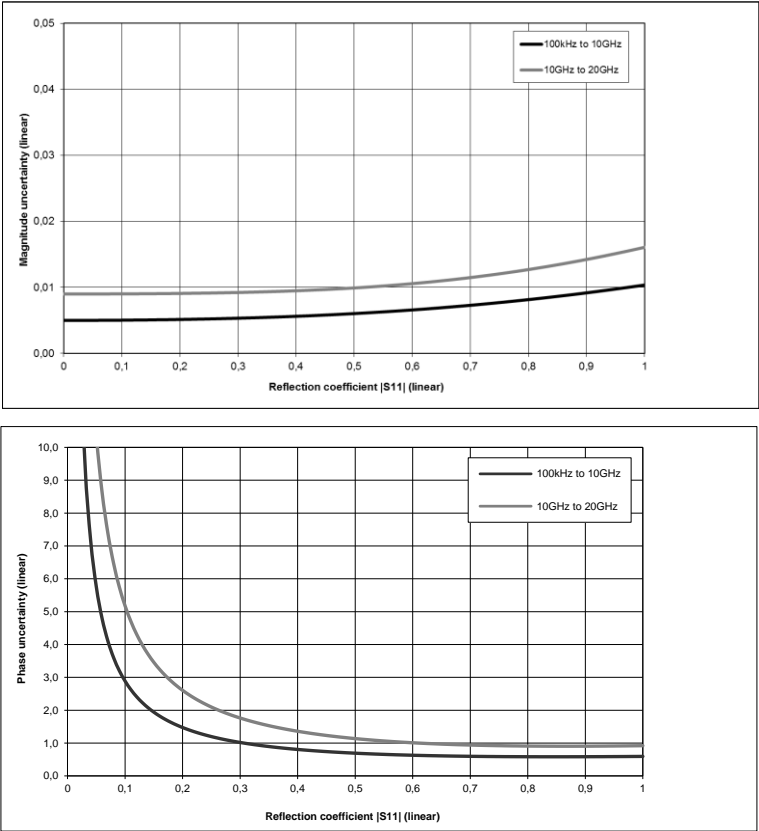 0,05
0,04
0,03
0,02
0,01
0,00
Magnitude uncertainty (linear)
100kHz to 10GHz
10GHz to 20GHz
0 0,1 0,2 0,3 0,4 0,5 0,6 0,7 0,8 0,9 1
Reflection coefficient |S11| (linear)
10,0
9,0
8,0
7,0
6,0
5,0
4,0
3,0
2,0
1,0
0,0
Phase uncertainty (linear)
100kHz to 10GHz
10GHz to 20GHz
0 0,1 0,2 0,3 0,4 0,5 0,6 0,7 0,8 0,9 1
Reflection coefficient |S11| (linear)